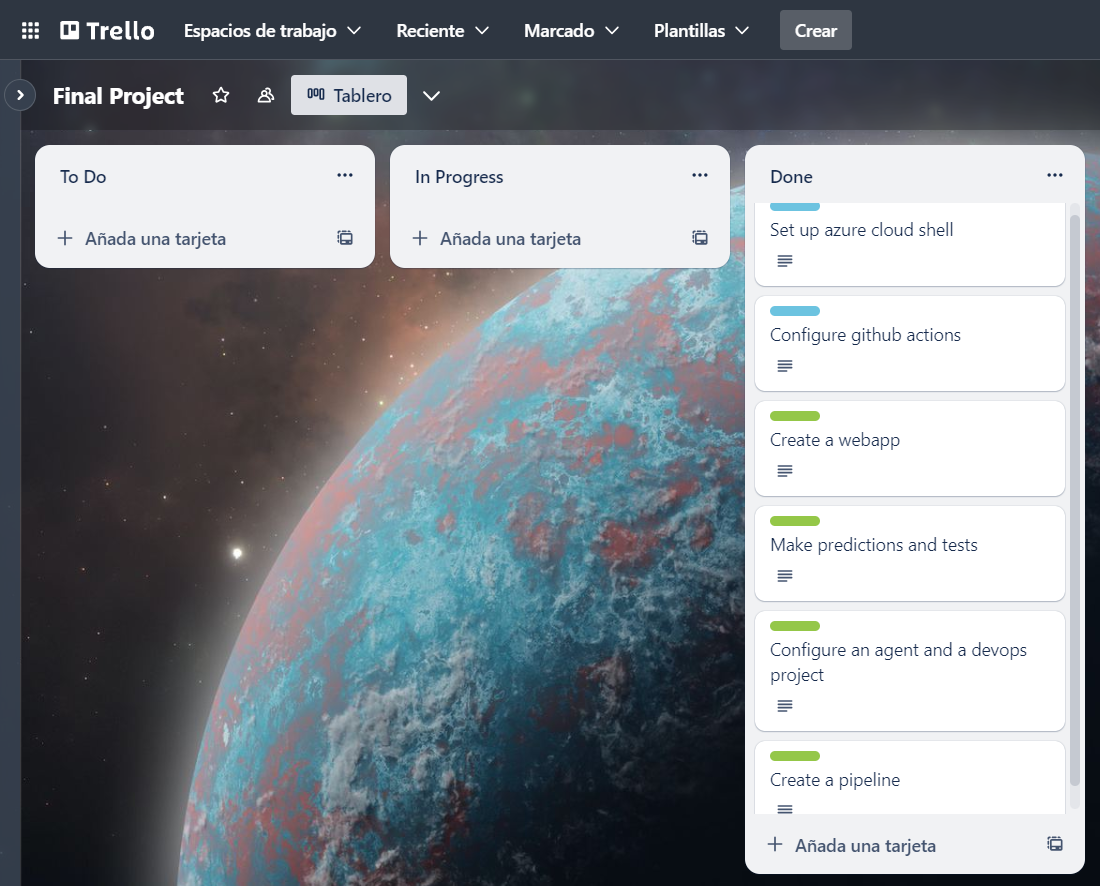 Trello
Espacios de trabajo
Reciente
Marcado
Plantillas
Crear
Final Project
Tablero
To Do
Añada una tarjeta
In Progress
Añada una tarjeta
Done
Set up azure cloud shell
Configure github actions
Create a webapp
Make predictions and tests
Configure an agent and a devops
project
Create a pipeline
Añada una tarjeta